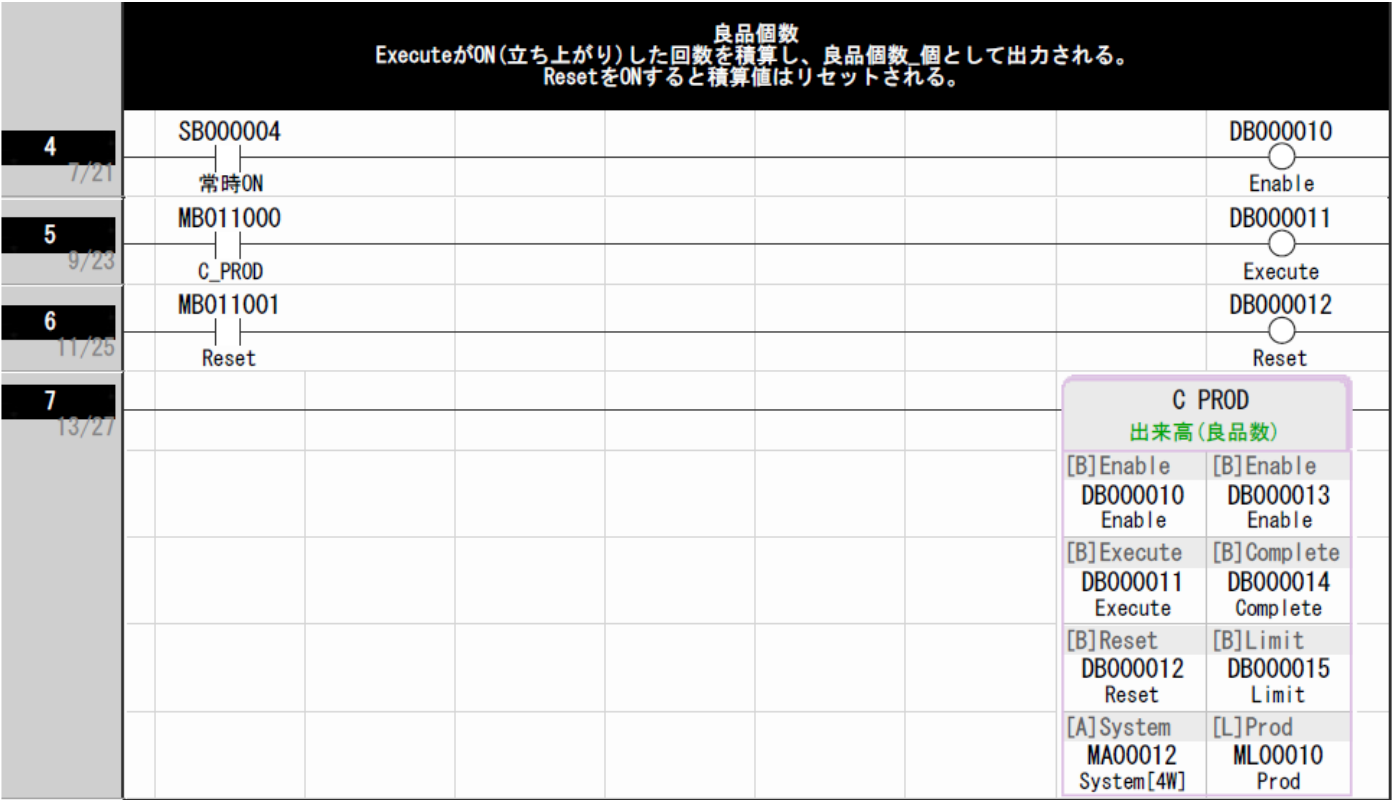 良品個数
ExecuteがON(立ち上がり)した回数を積算し、良品個数_個として出力される。
ResetをONすると積算値はリセットされる。
4
7/21
SB000004
常時ON
DB000010
Enable
5
9/23
MB011000
C_PROD
DB000011
Execute
6
11/25
MB011001
Reset
DB000012
Reset
7
13/27
C PROD
出来高(良品数)
[B]Enable [B]Enable
DB000010 DB000013
Enable Enable
[B]Execute [B]Complete
DB000011 DB000014
Execute Complete
[B]Reset [B]Limit
DB000012 DB000015
Reset Limit
[A]System [L]Prod
MA00012 ML00010
System[4W] Prod